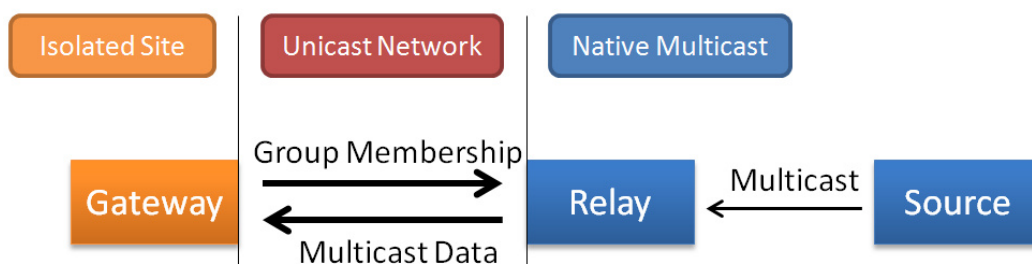 Isolated Site
Unicast Network
Native Multicast
Group Membership
Gateway
Relay
Multicast
Source
Multicast Data